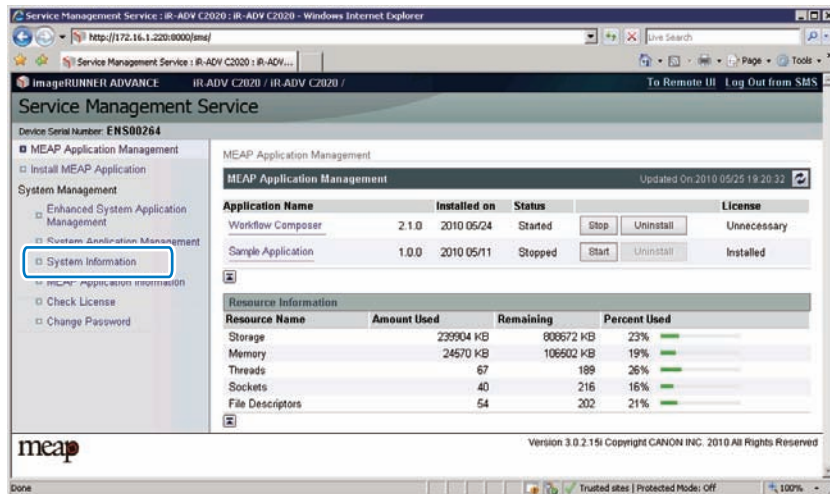 Service Management Service : iR-ADV C2020 : iR-ADV C2020 - Windows Internet Explorer
http://172.16.1.220:8000/sms/
Live Search
Service Management Service : iR-ADV C2020 : iR-ADV...
Page Tools
imageRUNNER ADVANCE iR-ADV C2020 / iR-ADV C2020 / To Remote UI Log Out from SMS
Service Management Service
Device Serial Number: ENS00264
MEAP Application Management
Install MEAP Application
System Management
Enhanced System Application
Management
System Application Management
System Information
MEAP Application Information
Check License
Change Password
MEAP Application Management
MEAP Application Management Updated On:2010 05/25 19:20:32
Application Name Installed on Status License
Workflow Composer 2.1.0 2010 05/24 Started Stop Uninstall Unnecessary
Sample Application 1.0.0 2010 05/11 Stopped Start Uninstall Installed
Resource Information
Resource Name Amount Used Remaining Percent Used
Storage 239904 KB 808672 KB 23%
Memory 24570 KB 106502 KB 19%
Threads 67 189 26%
Sockets 40 216 16%
File Descriptors 54 202 21%
meap
Version 3.0.2.15i Copyright CANON INC. 2010 All Rights Reserved
Done Trusted sites | Protected Mode: Off 100%